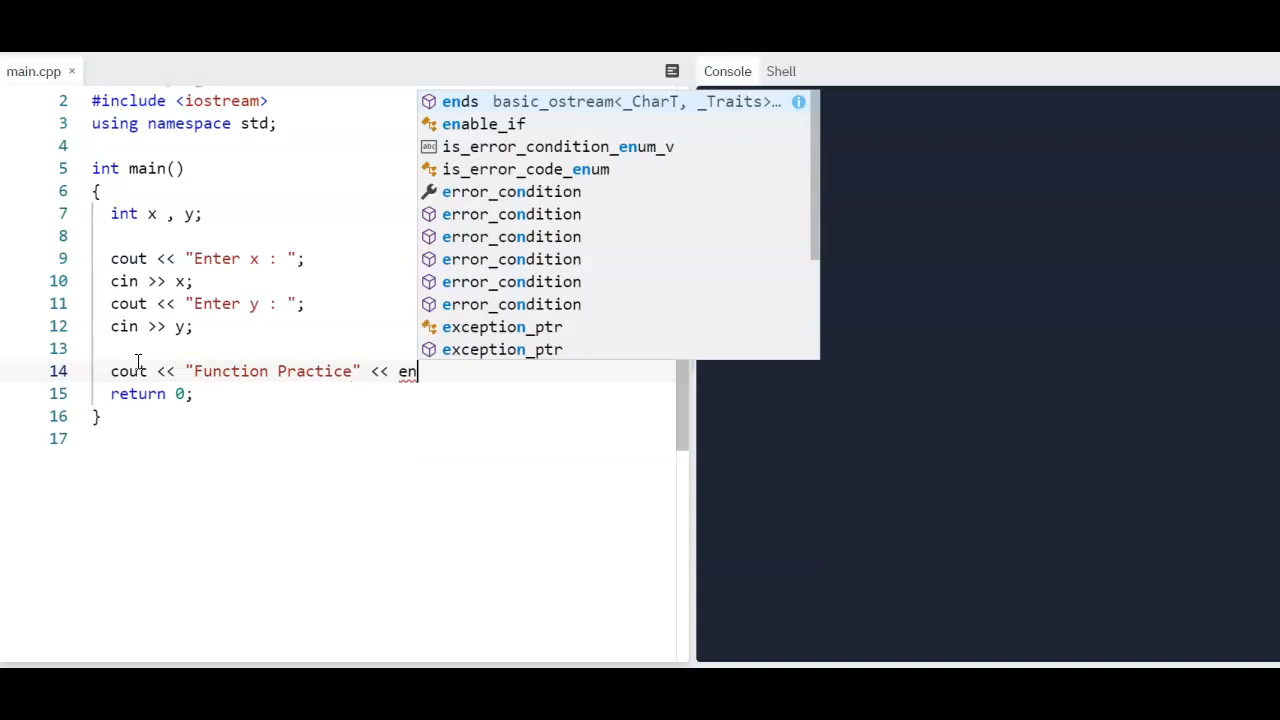 main.cpp ×
Console Shell
2 #include <iostream>
3 using namespace std;
4
5 int main()
6 {
7 int x , y;
8
9 cout << "Enter x : ";
10 cin >> x;
11 cout << "Enter y : ";
12 cin >> y;
13
14 cout << "Function Practice" << en
15 return 0;
16 }
17
ends basic_ostream<_CharT, _Traits>…
enable_if
abc is_error_condition_enum_v
is_error_code_enum
error_condition
error_condition
error_condition
error_condition
error_condition
error_condition
exception_ptr
exception_ptr